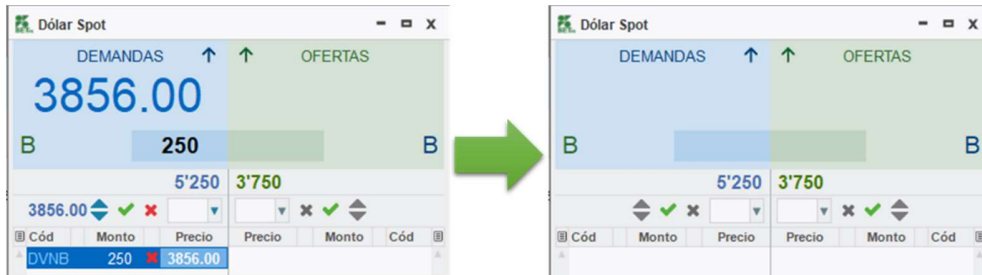 Dólar Spot
DEMANDAS OFERTAS
3856.00
B 250 B
5'250 3'750
3856.00
Cód Monto Precio Precio Monto Cód
DVNB 250 3856.00
Dólar Spot
DEMANDAS OFERTAS
B B
5'250 3'750
Cód Monto Precio Precio Monto Cód